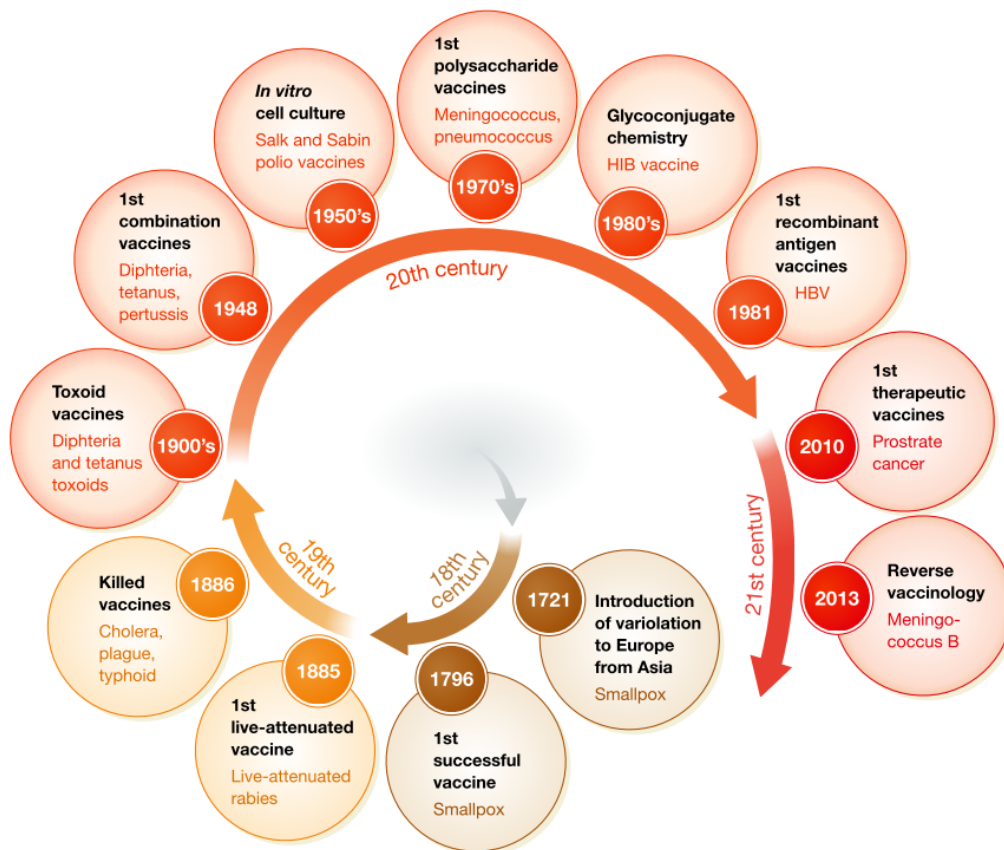 1721
Introduction
of variolation
to Europe
from Asia
Smallpox
18th
century
1796
1st
successful
vaccine
Smallpox
1885
1st
live-attenuated
vaccine
Live-attenuated
rabies
19th
century
1886
Killed
vaccines
Cholera,
plague,
typhoid
Toxoid
vaccines
Diphteria
and tetanus
toxoids
1900's
1st
combination
vaccines
Diphteria,
tetanus,
pertussis
1948
In vitro
cell culture
Salk and Sabin
polio vaccines
1950's
20th century
1st
polysaccharide
vaccines
Meningococcus,
pneumococcus
1970's
Glycoconjugate
chemistry
HIB vaccine
1980's
1st
recombinant
antigen
vaccines
HBV
1981
1st
therapeutic
vaccines
Prostrate
cancer
2010
21st century
Reverse
vaccinology
Meningo-
coccus B
2013